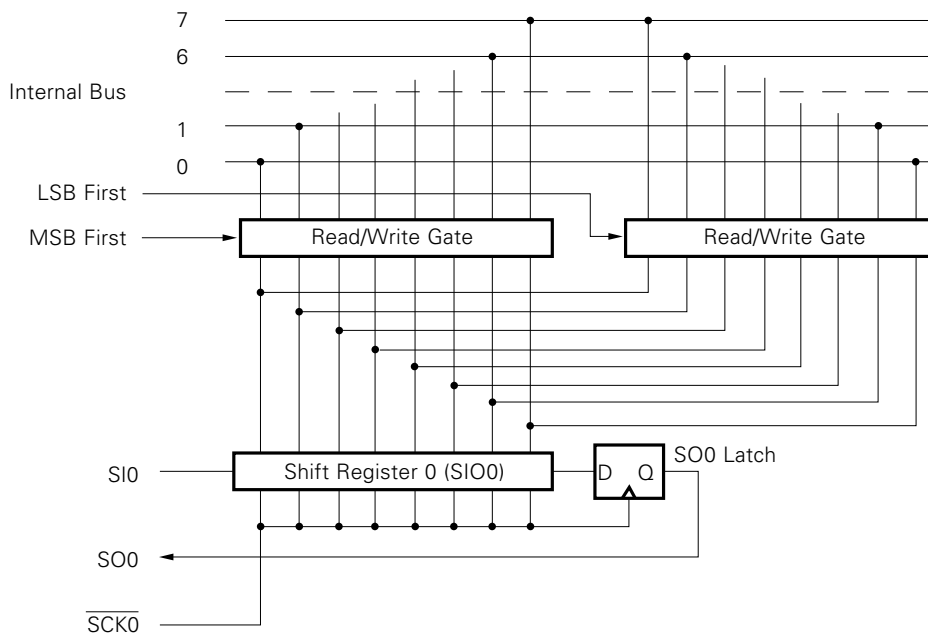 7
6
Internal Bus
1
0
LSB First
MSB First
Read/Write Gate
Read/Write Gate
SI0
Shift Register 0 (SIO0)
D Q
SO0 Latch
SO0
SCK0